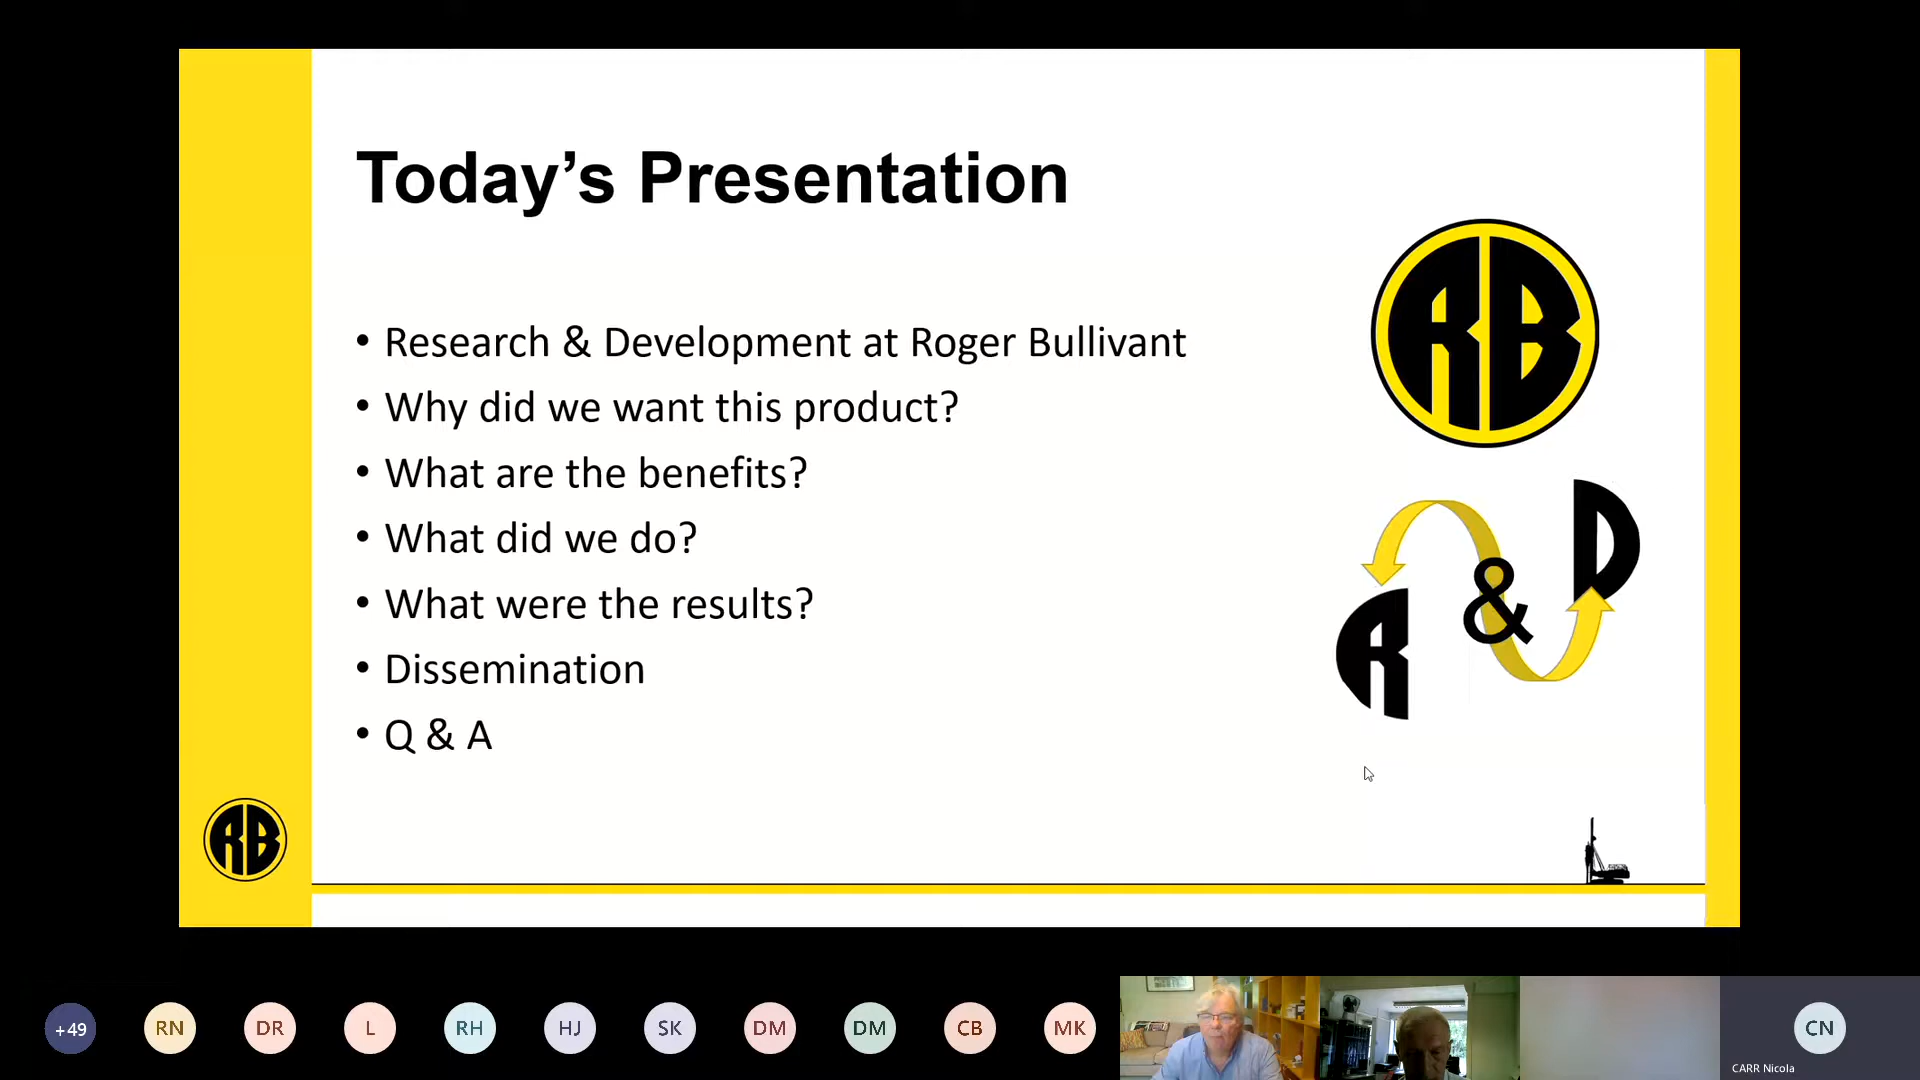 Today’s Presentation
• Research & Development at Roger Bullivant
• Why did we want this product?
• What are the benefits?
• What did we do?
• What were the results?
• Dissemination
• Q & A
RB
R & D
RB
+49
RN
DR
L
RH
HJ
SK
DM
DM
CB
MK
CN
CARR Nicola